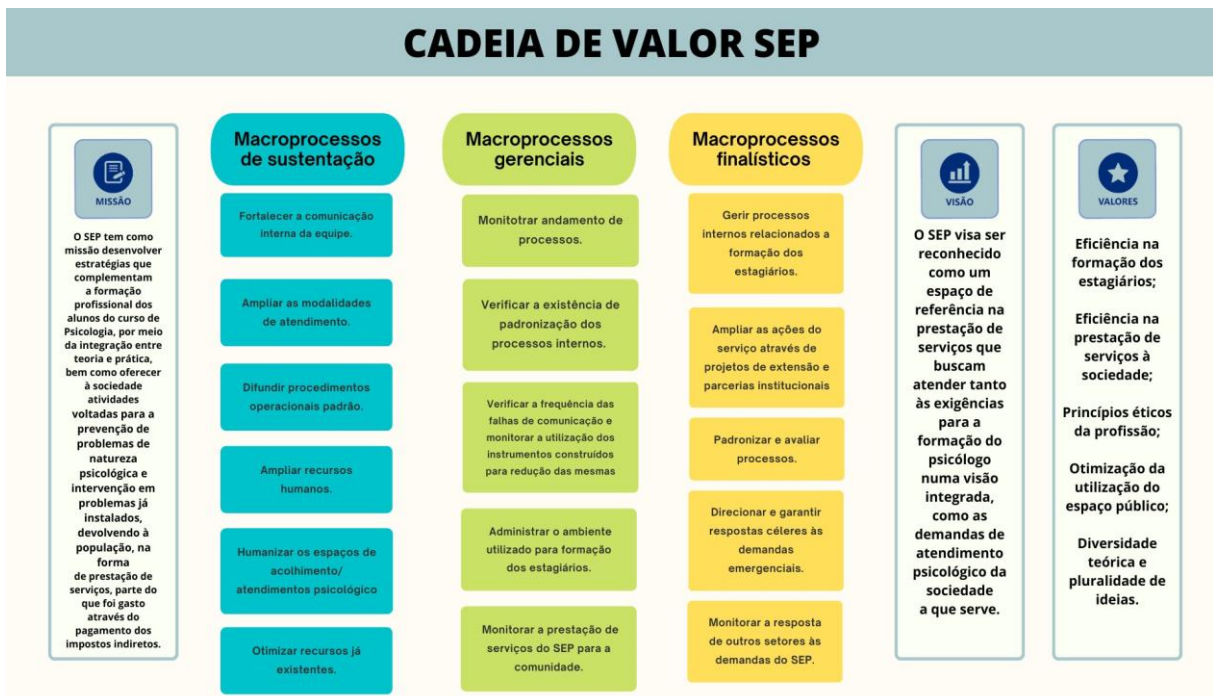 CADEIA DE VALOR SEP
MISSÃO
O SEP tem como
missão desenvolver
estratégias que
complementam
a formação
profissional dos
alunos do curso de
Psicologia, por meio
da integração entre
teoria e prática,
bem como oferecer
à sociedade
atividades
voltadas para a
prevenção de
problemas de
natureza
psicológica e
intervenção em
problemas já
instalados,
devolvendo à
população, na
forma
de prestação de
serviços, parte do
que foi gasto
através do
pagamento dos
impostos indiretos.
Macroprocessos
de sustentação
Fortalecer a comunicação
interna da equipe.
Ampliar as modalidades
de atendimento.
Difundir procedimentos
operacionais padrão.
Ampliar recursos
humanos.
Humanizar os espaços de
acolhimento/
atendimentos psicológico
Otimizar recursos já
existentes.
Macroprocessos
gerenciais
Monitotrar andamento de
processos.
Verificar a existência de
padronização dos
processos internos.
Verificar a frequência das
falhas de comunicação e
monitorar a utilização dos
instrumentos construídos
para redução das mesmas
Administrar o ambiente
utilizado para formação
dos estagiários.
Monitorar a prestação de
serviços do SEP para a
comunidade.
Macroprocessos
finalísticos
Gerir processos
internos relacionados a
formação dos
estagiários.
Ampliar as ações do
serviço através de
projetos de extensão e
parcerias institucionais
Padronizar e avaliar
processos.
Direcionar e garantir
respostas céleres às
demandas
emergenciais.
Monitorar a resposta
de outros setores às
demandas do SEP.
VISÃO
O SEP visa ser
reconhecido
como um
espaço de
referência na
prestação de
serviços que
buscam
atender tanto
às exigências
para a
formação do
psicólogo
numa visão
integrada,
como as
demandas de
atendimento
psicológico da
sociedade
a que serve.
VALORES
Eficiência na
formação dos
estagiários;
Eficiência na
prestação de
serviços à
sociedade;
Princípios éticos
da profissão;
Otimização da
utilização do
espaço público;
Diversidade
teórica e
pluralidade de
ideias.